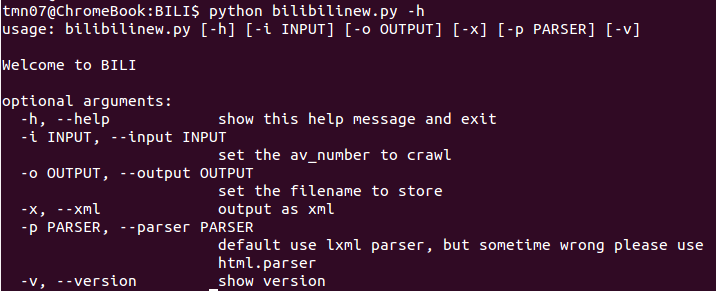 tmn07@ChromeBook:BILI$ python bilibilinew.py -h
usage: bilibilinew.py [-h] [-i INPUT] [-o OUTPUT] [-x] [-p PARSER] [-v]
Welcome to BILI
optional arguments:
-h, --help show this help message and exit
-i INPUT, --input INPUT
set the av_number to crawl
-o OUTPUT, --output OUTPUT
set the filename to store
-x, --xml output as xml
-p PARSER, --parser PARSER
default use lxml parser, but sometime wrong please use
html.parser
-v, --version show version